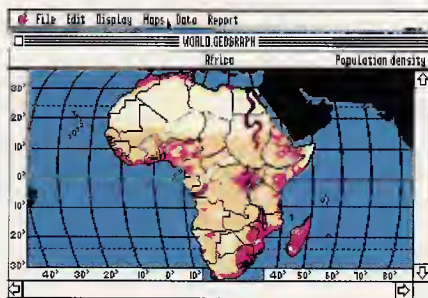 File Edit Display Maps Data Report
WORLD.GEOGRAPH
Africa Population density
30°
20°
10°
0°
10°
20°
30°
40° 30° 20° 10° 0° 10° 40° 50° 60° 70°